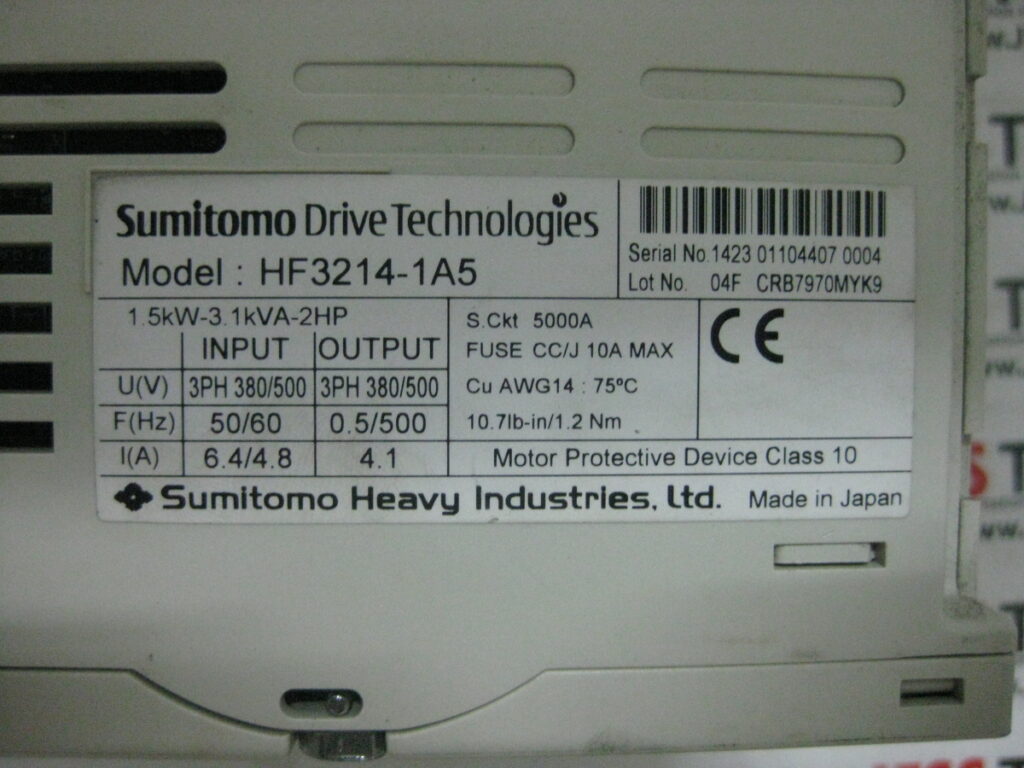 Sumitomo Drive Technologies
Model : HF3214-1A5
Serial No. 1423 01104407 0004
Lot No. 04F CRB7970MYK9
1.5kW-3.1kVA-2HP
INPUT OUTPUT
U(V) 3PH 380/500 3PH 380/500
F(Hz) 50/60 0.5/500
I(A) 6.4/4.8 4.1
S.Ckt 5000A
FUSE CC/J 10A MAX
Cu AWG14 : 75ºC
10.7lb-in/1.2 Nm
CE
Motor Protective Device Class 10
Sumitomo Heavy Industries, Ltd. Made in Japan